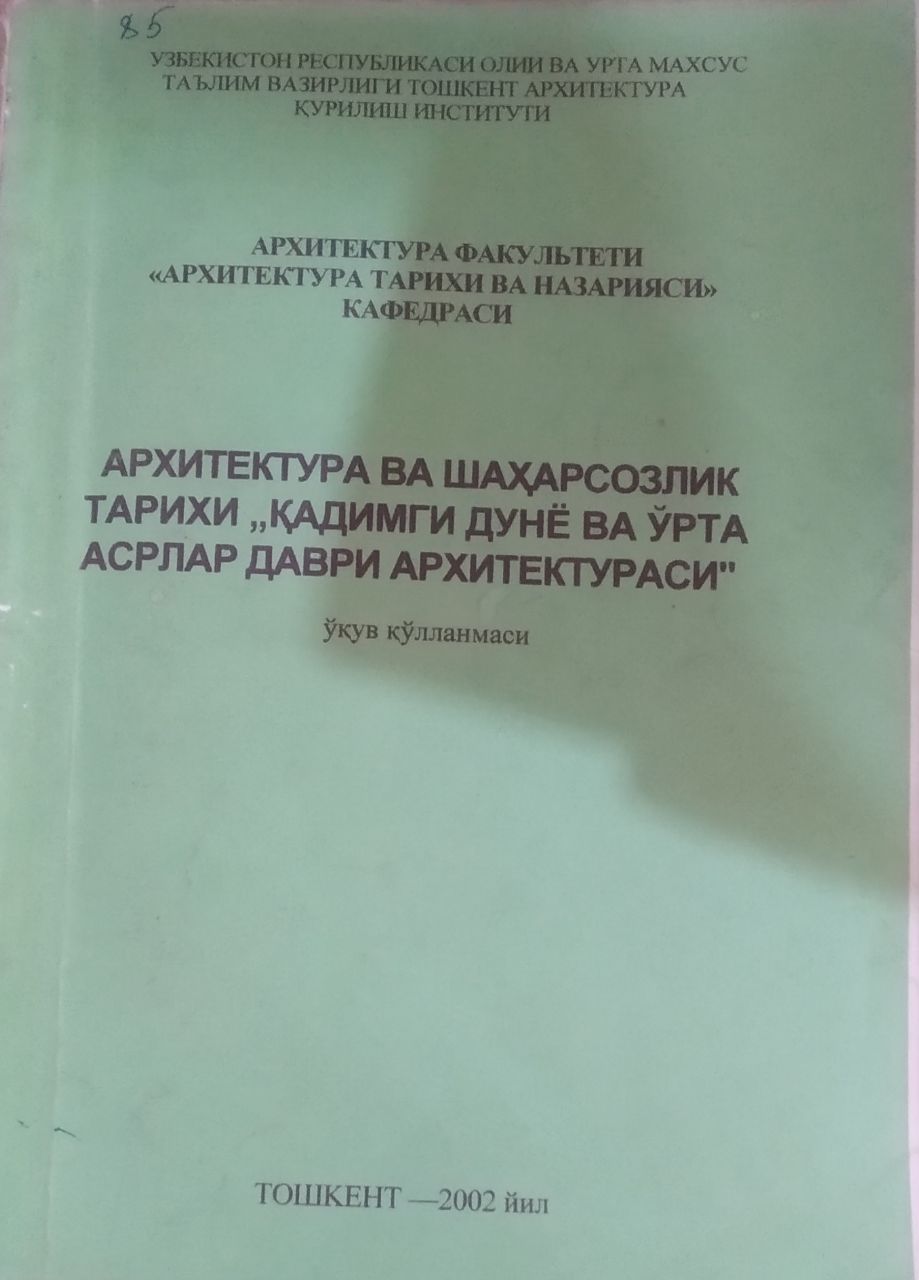 85
УЗБЕКИСТОН РЕСПУБЛИКАСИ ОЛИИ ВА УРТА МАХСУС
ТАЪЛИМ ВАЗИРЛИГИ ТОШКЕНТ АРХИТЕКТУРА
ҚУРИЛИШ ИНСТИТУТИ
АРХИТЕКТУРА ФАКУЛЬТЕТИ
«АРХИТЕКТУРА ТАРИХИ ВА НАЗАРИЯСИ»
КАФЕДРАСИ
АРХИТЕКТУРА ВА ШАҲАРСОЗЛИК
ТАРИХИ „ҚАДИМГИ ДУНЁ ВА ЎРТА
АСРЛАР ДАВРИ АРХИТЕКТУРАСИ"
ўқув қўлланмаси
ТОШКЕНТ —2002 йил